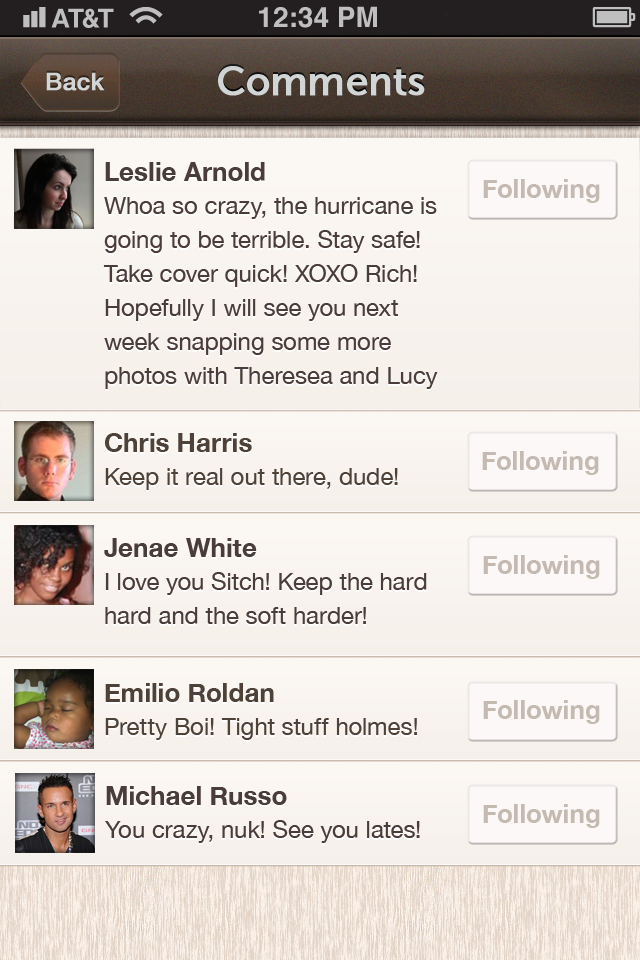 AT&T 12:34 PM
Back Comments
Leslie Arnold
Following
Whoa so crazy, the hurricane is
going to be terrible. Stay safe!
Take cover quick! XOXO Rich!
Hopefully I will see you next
week snapping some more
photos with Theresea and Lucy
Chris Harris
Following
Keep it real out there, dude!
Jenae White
Following
I love you Sitch! Keep the hard
hard and the soft harder!
Emilio Roldan
Following
Pretty Boi! Tight stuff holmes!
Michael Russo
Following
You crazy, nuk! See you lates!